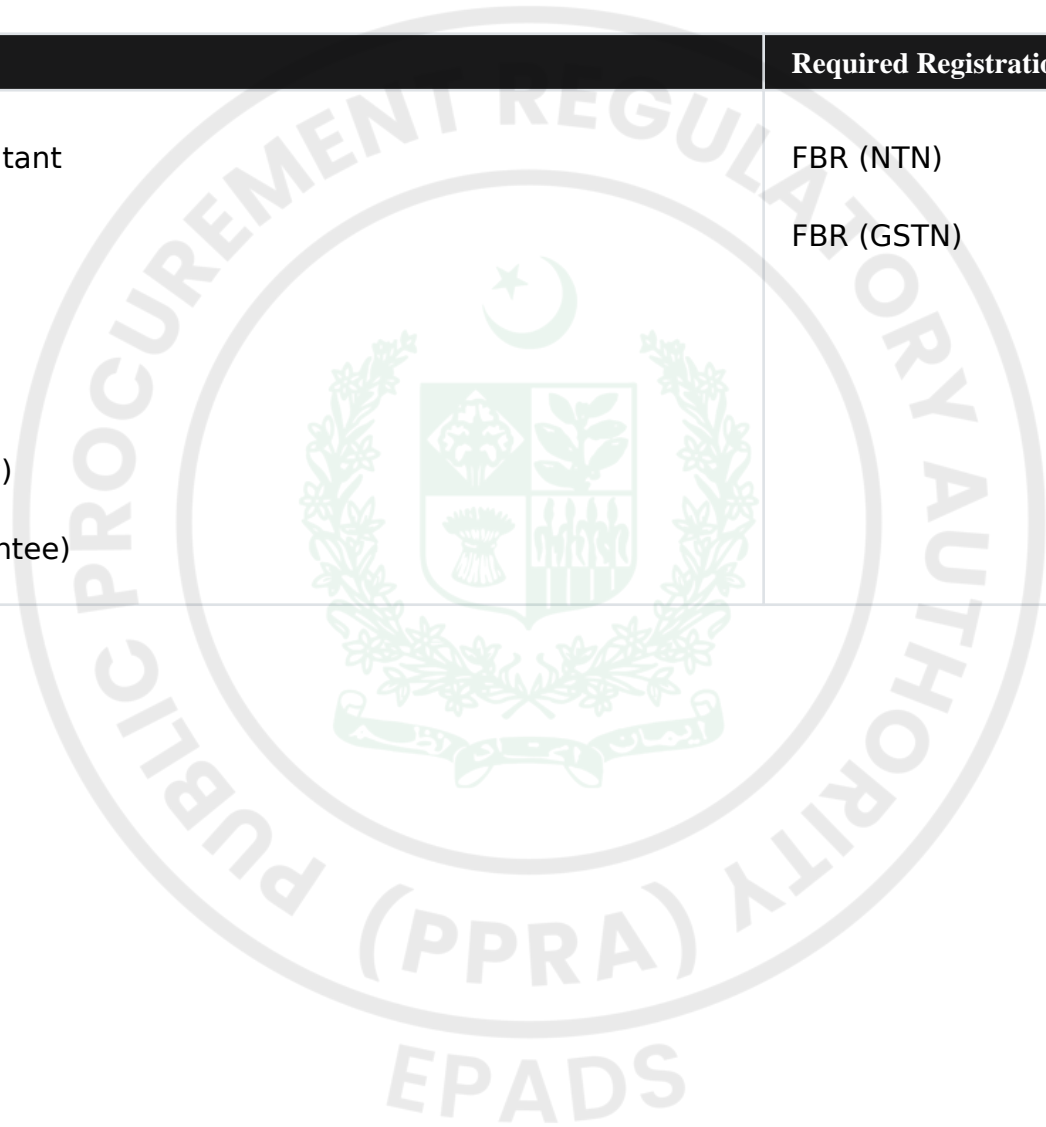 Required Registratio
tant
FBR (NTN)
FBR (GSTN)
)
ntee)
PUBLIC PROCUREMENT REGULATORY AUTHORITY
(PPRA)
EPADS